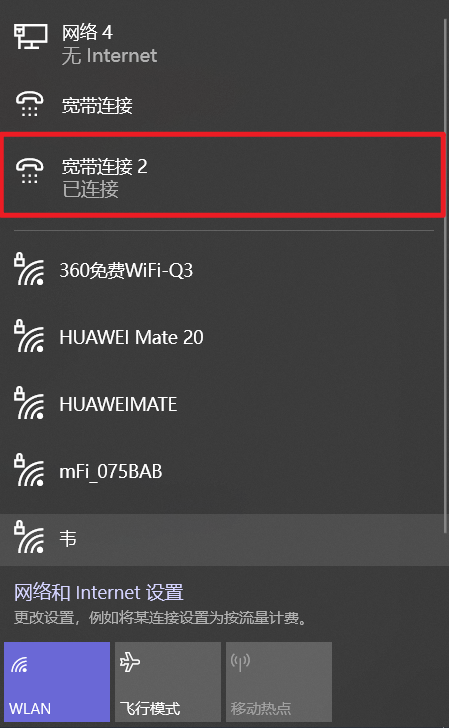 网络 4
无 Internet
宽带连接
宽带连接 2
已连接
360免费WiFi-Q3
HUAWEI Mate 20
HUAWEIMATE
mFi_075BAB
韦
网络和 Internet 设置
更改设置，例如将某连接设置为按流量计费。
WLAN
飞行模式
移动热点